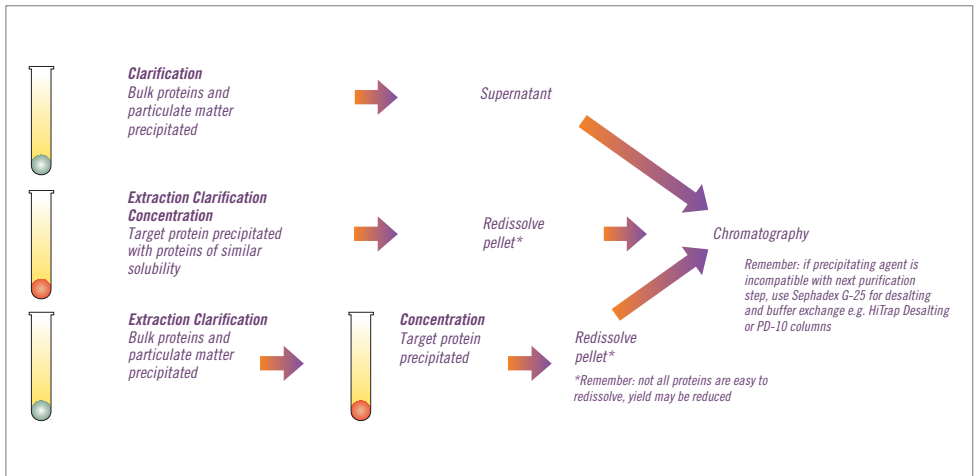 Clarification
Bulk proteins and
particulate matter
precipitated
Supernatant
Extraction Clarification
Concentration
Target protein precipitated
with proteins of similar
solubility
Redissolve
pellet*
Chromatography
Remember: if precipitating agent is
incompatible with next purification
step, use Sephadex G-25 for desalting
and buffer exchange e.g. HiTrap Desalting
or PD-10 columns
Extraction Clarification
Bulk proteins and
particulate matter
precipitated
Concentration
Target protein
precipitated
Redissolve
pellet*
*Remember: not all proteins are easy to
redissolve, yield may be reduced